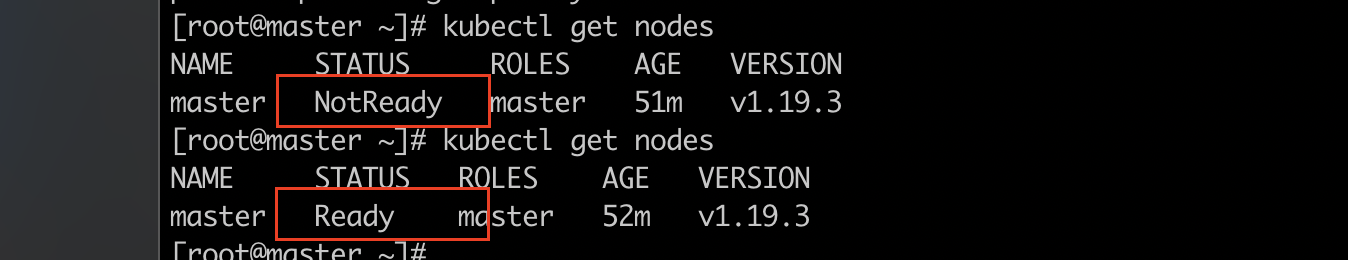 [root@master ~]# kubectl get nodes
NAME STATUS ROLES AGE VERSION
master NotReady master 51m v1.19.3
[root@master ~]# kubectl get nodes
NAME STATUS ROLES AGE VERSION
master Ready master 52m v1.19.3
[root@master ~]#